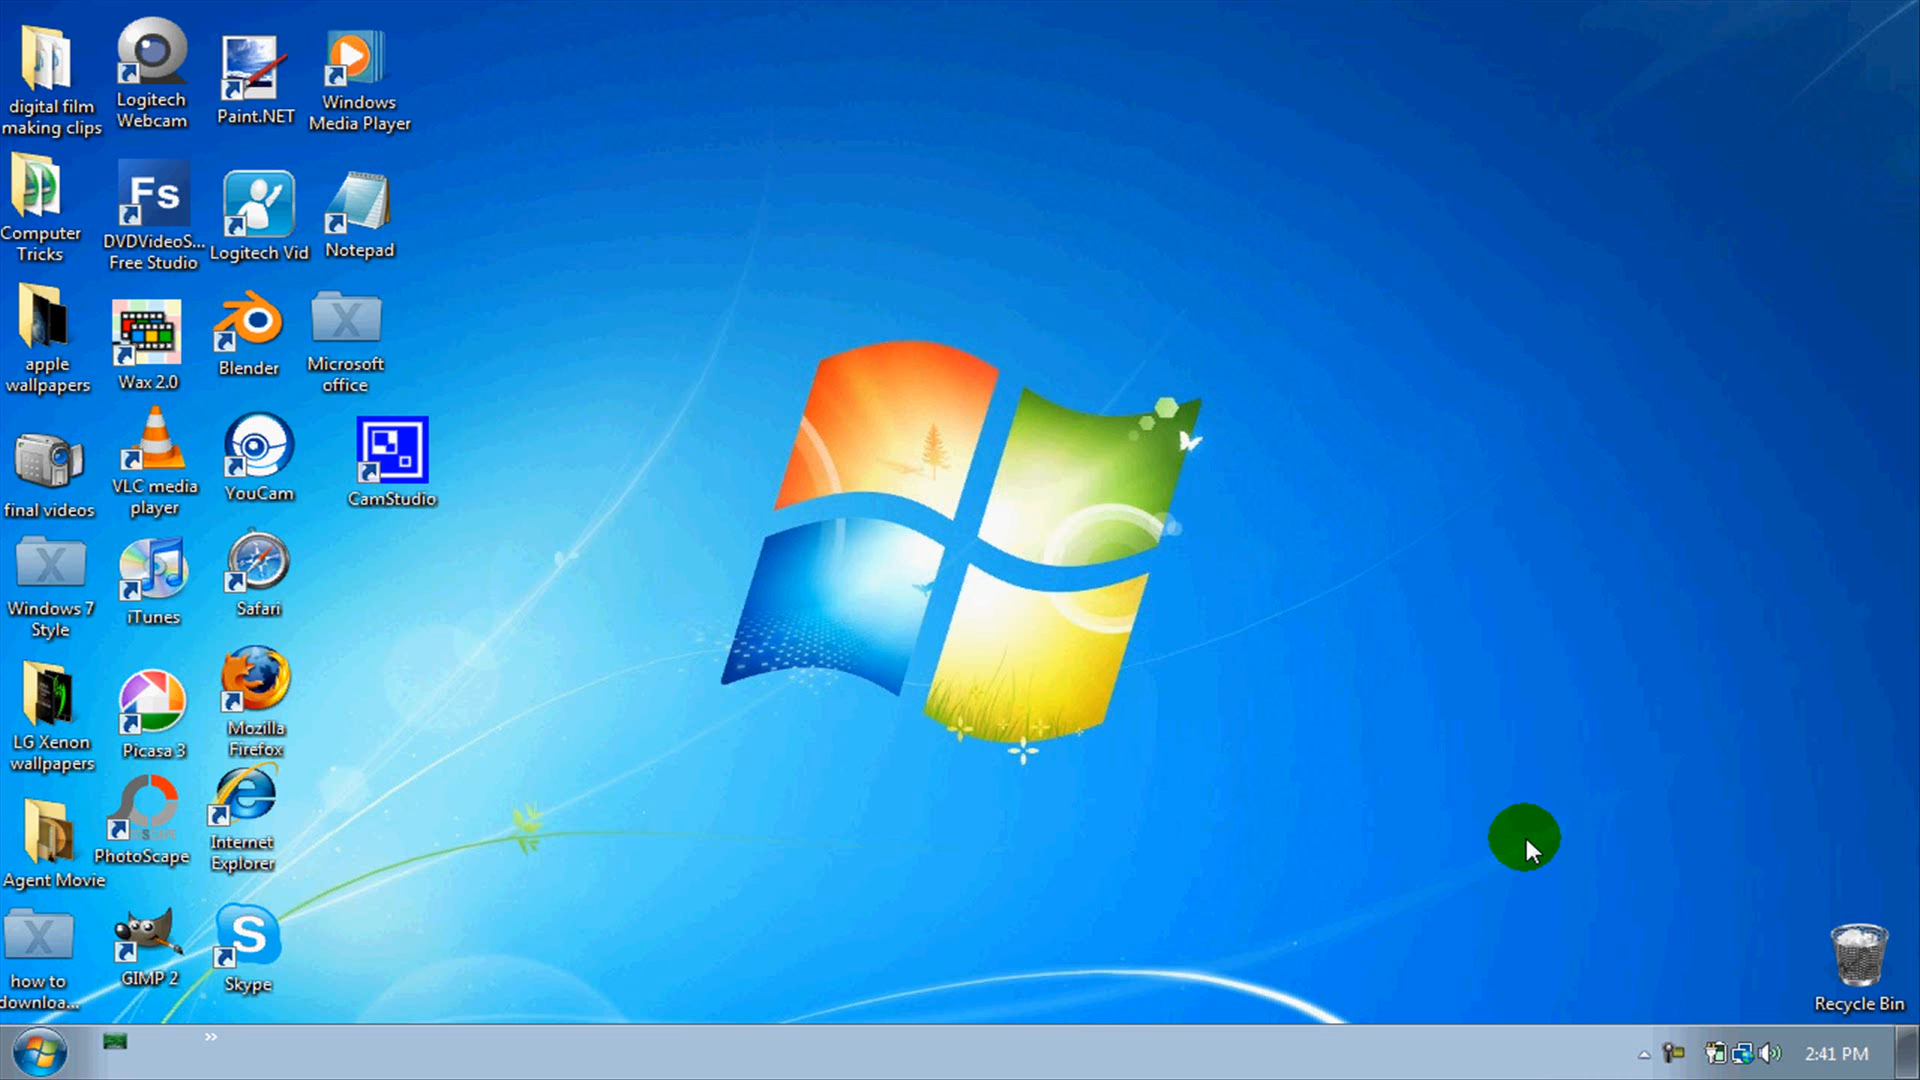 digital film
making clips
Logitech
Webcam
Paint.NET
Windows
Media Player
Computer
Tricks
Fs
DVDVideoS...
Free Studio
Logitech Vid
Notepad
apple
wallpapers
Wax 2.0
Blender
X
Microsoft
office
final videos
VLC media
player
YouCam
CamStudio
X
Windows 7
Style
iTunes
Safari
LG Xenon
wallpapers
Picasa 3
Mozilla
Firefox
Agent Movie
PhotoScape
Internet
Explorer
X
how to
downloa...
GIMP 2
S
Skype
Recycle Bin
»
2:41 PM